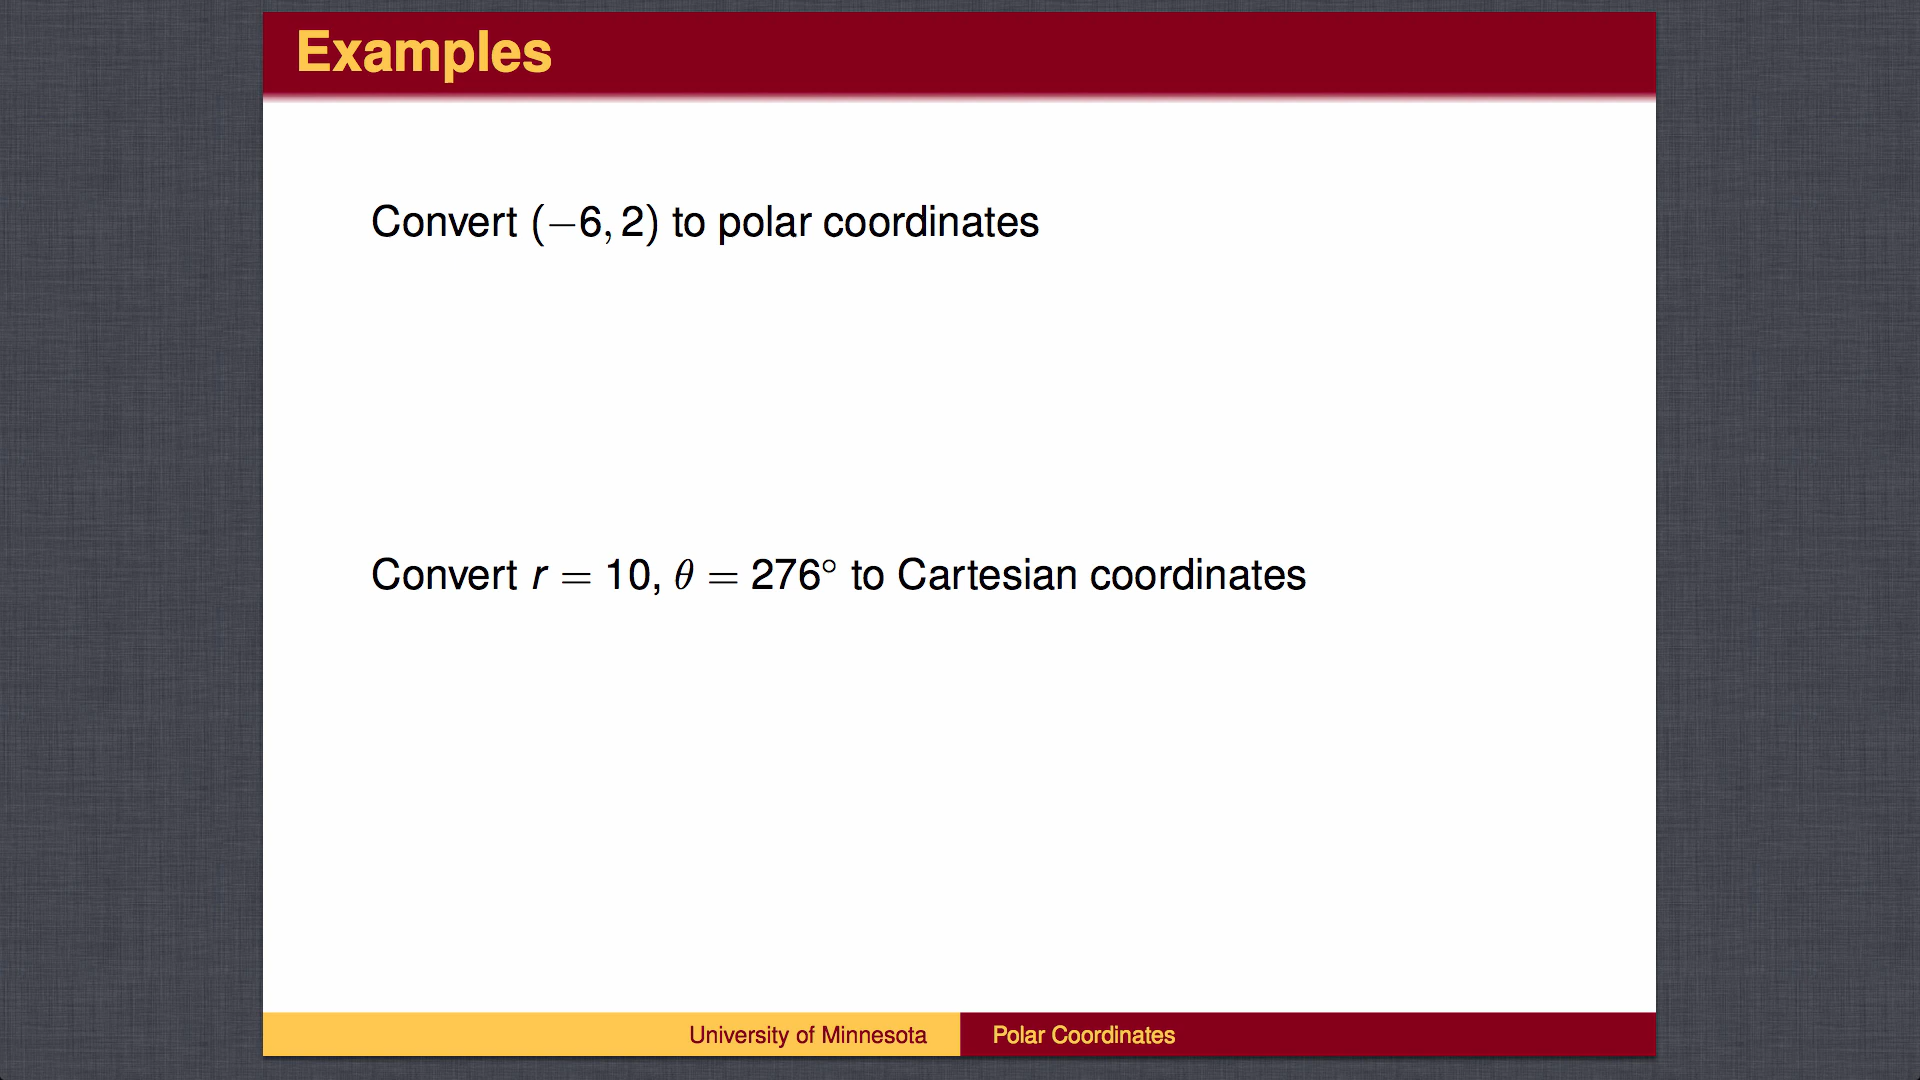 Examples
Convert (−6, 2) to polar coordinates
Convert r = 10, θ = 276° to Cartesian coordinates
University of Minnesota
Polar Coordinates